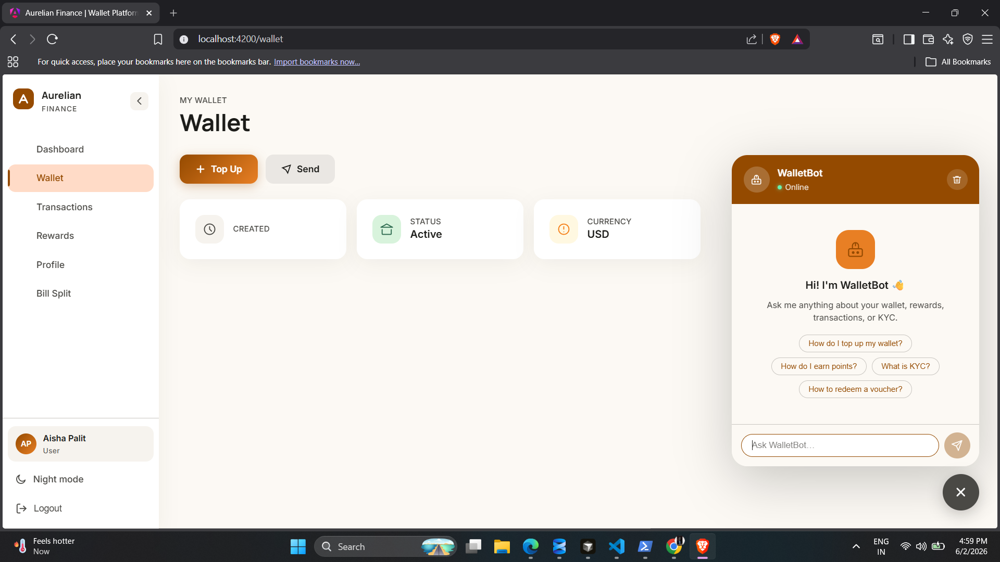 Aurelian Finance | Wallet Platform
localhost:4200/wallet
For quick access, place your bookmarks here on the bookmarks bar. Import bookmarks now...
All Bookmarks
A
Aurelian
FINANCE
Dashboard
Wallet
Transactions
Rewards
Profile
Bill Split
AP
Aisha Palit
User
Night mode
Logout
MY WALLET
Wallet
Top Up
Send
CREATED
STATUS
Active
CURRENCY
USD
WalletBot
Online
Hi! I'm WalletBot 👋
Ask me anything about your wallet, rewards,
transactions, or KYC.
How do I top up my wallet?
How do I earn points?
What is KYC?
How to redeem a voucher?
Ask WalletBot...
Feels hotter
Now
Search
ENG
IN
4:59 PM
6/2/2026